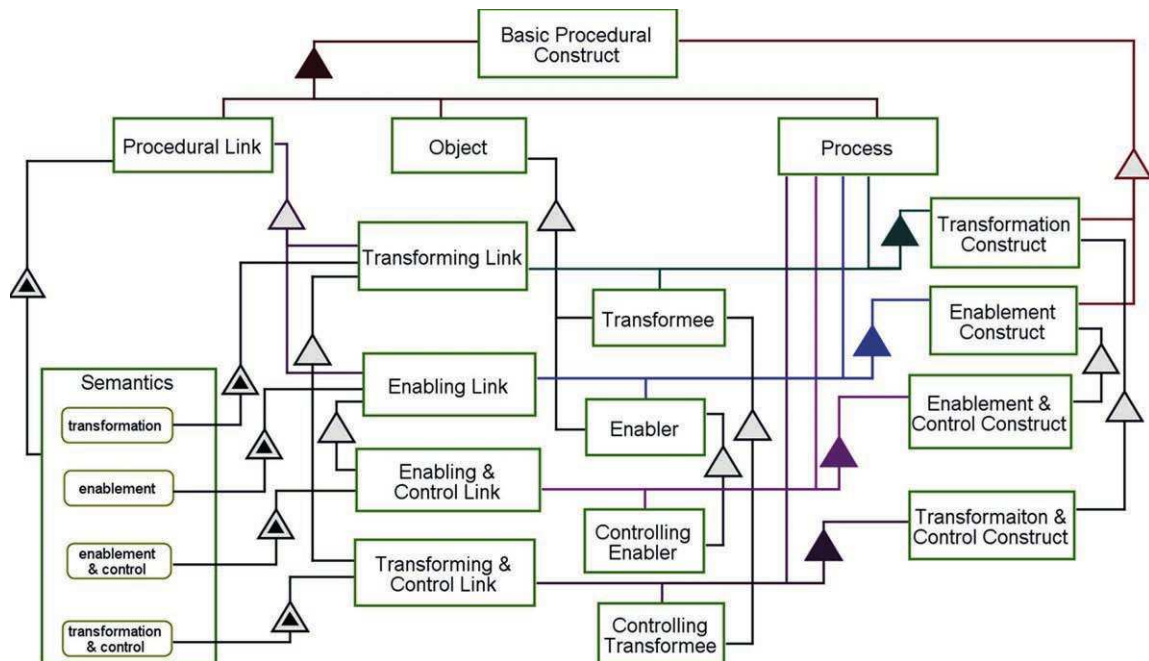 Basic Procedural
Construct
Procedural Link
Object
Process
Transforming Link
Transformation
Construct
Transformee
Enablement
Construct
Semantics
transformation
enablement
enablement
& control
transformation
& control
Enabling Link
Enabler
Enablement &
Control Construct
Enabling &
Control Link
Controlling
Enabler
Transformaiton &
Control Construct
Transforming &
Control Link
Controlling
Transformee